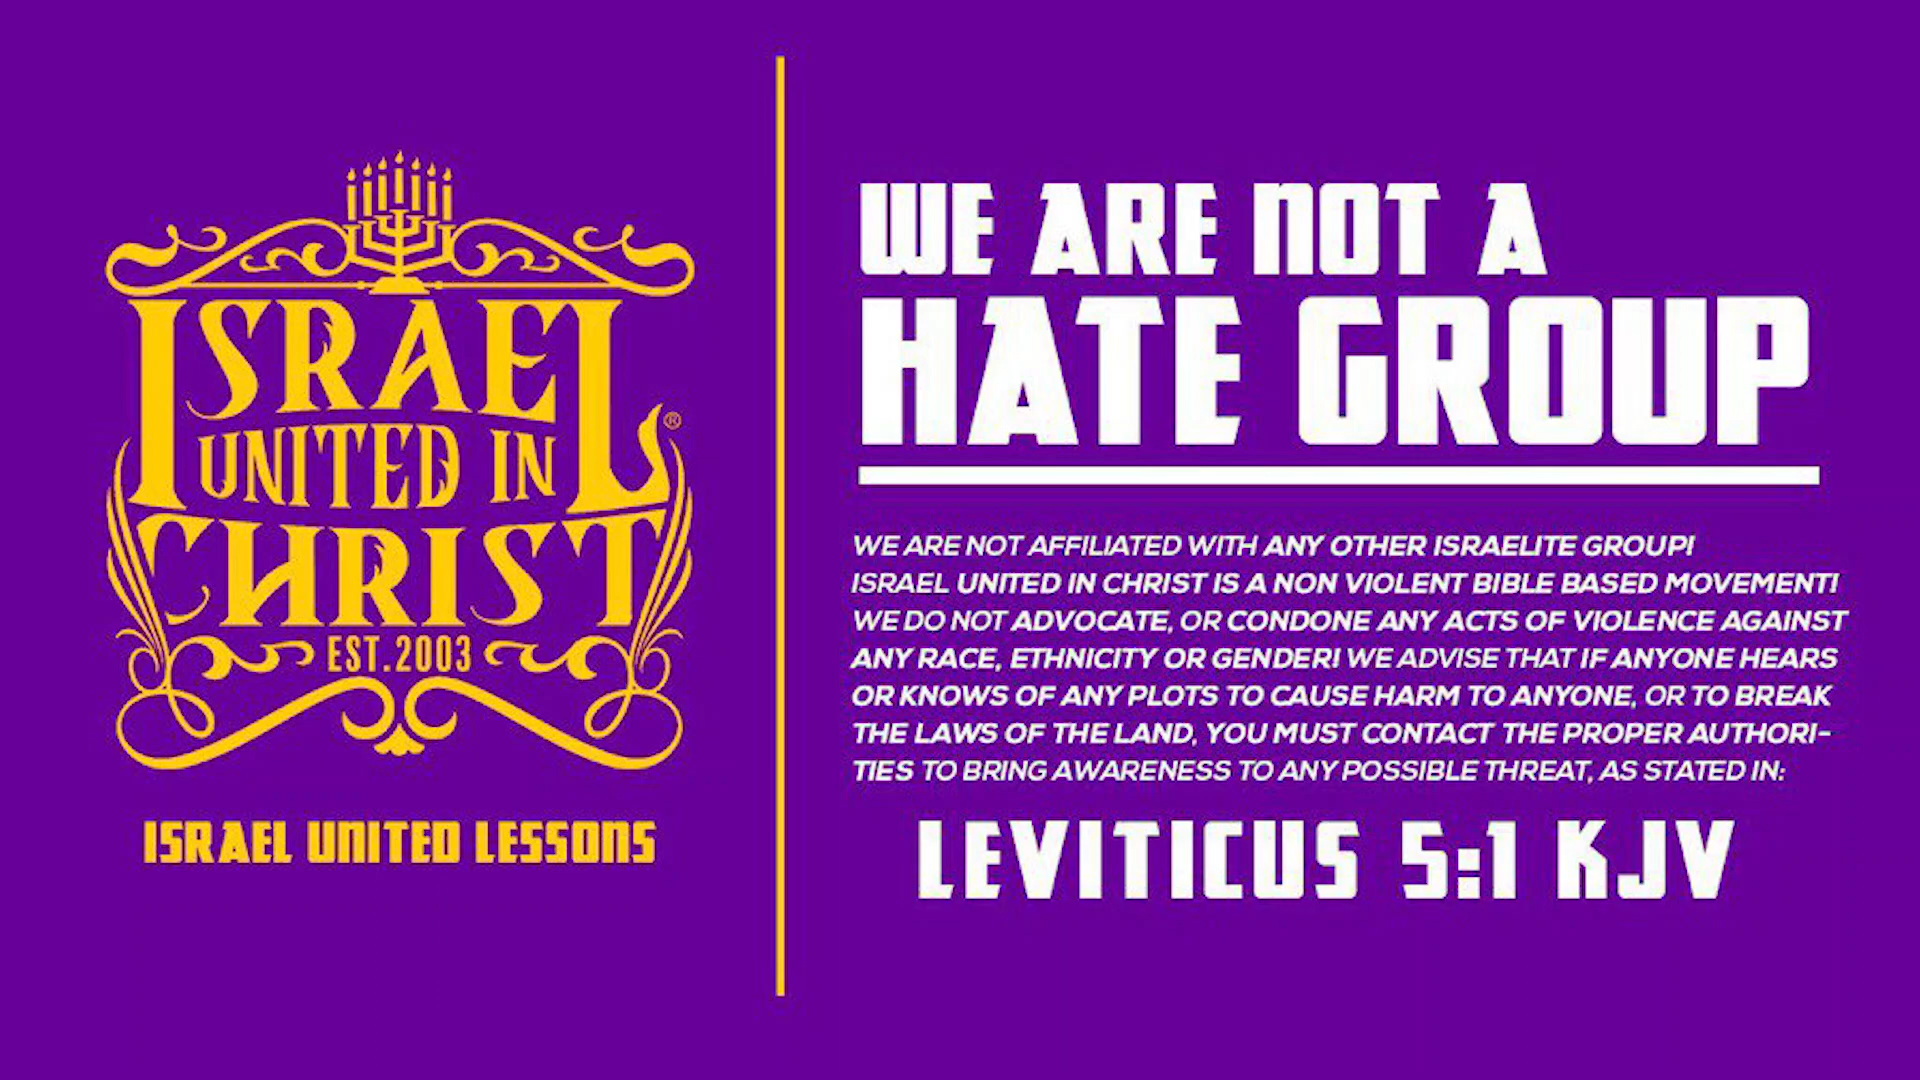 ISRAEL
UNITED IN
CHRIST
®
EST.2003
ISRAEL UNITED LESSONS
WE ARE NOT A
HATE GROUP
WE ARE NOT AFFILIATED WITH ANY OTHER ISRAELITE GROUP!
ISRAEL UNITED IN CHRIST IS A NON VIOLENT BIBLE BASED MOVEMENT!
WE DO NOT ADVOCATE, OR CONDONE ANY ACTS OF VIOLENCE AGAINST
ANY RACE, ETHNICITY OR GENDER! WE ADVISE THAT IF ANYONE HEARS
OR KNOWS OF ANY PLOTS TO CAUSE HARM TO ANYONE, OR TO BREAK
THE LAWS OF THE LAND, YOU MUST CONTACT THE PROPER AUTHORI-
TIES TO BRING AWARENESS TO ANY POSSIBLE THREAT, AS STATED IN:
LEVITICUS 5:1 KJV